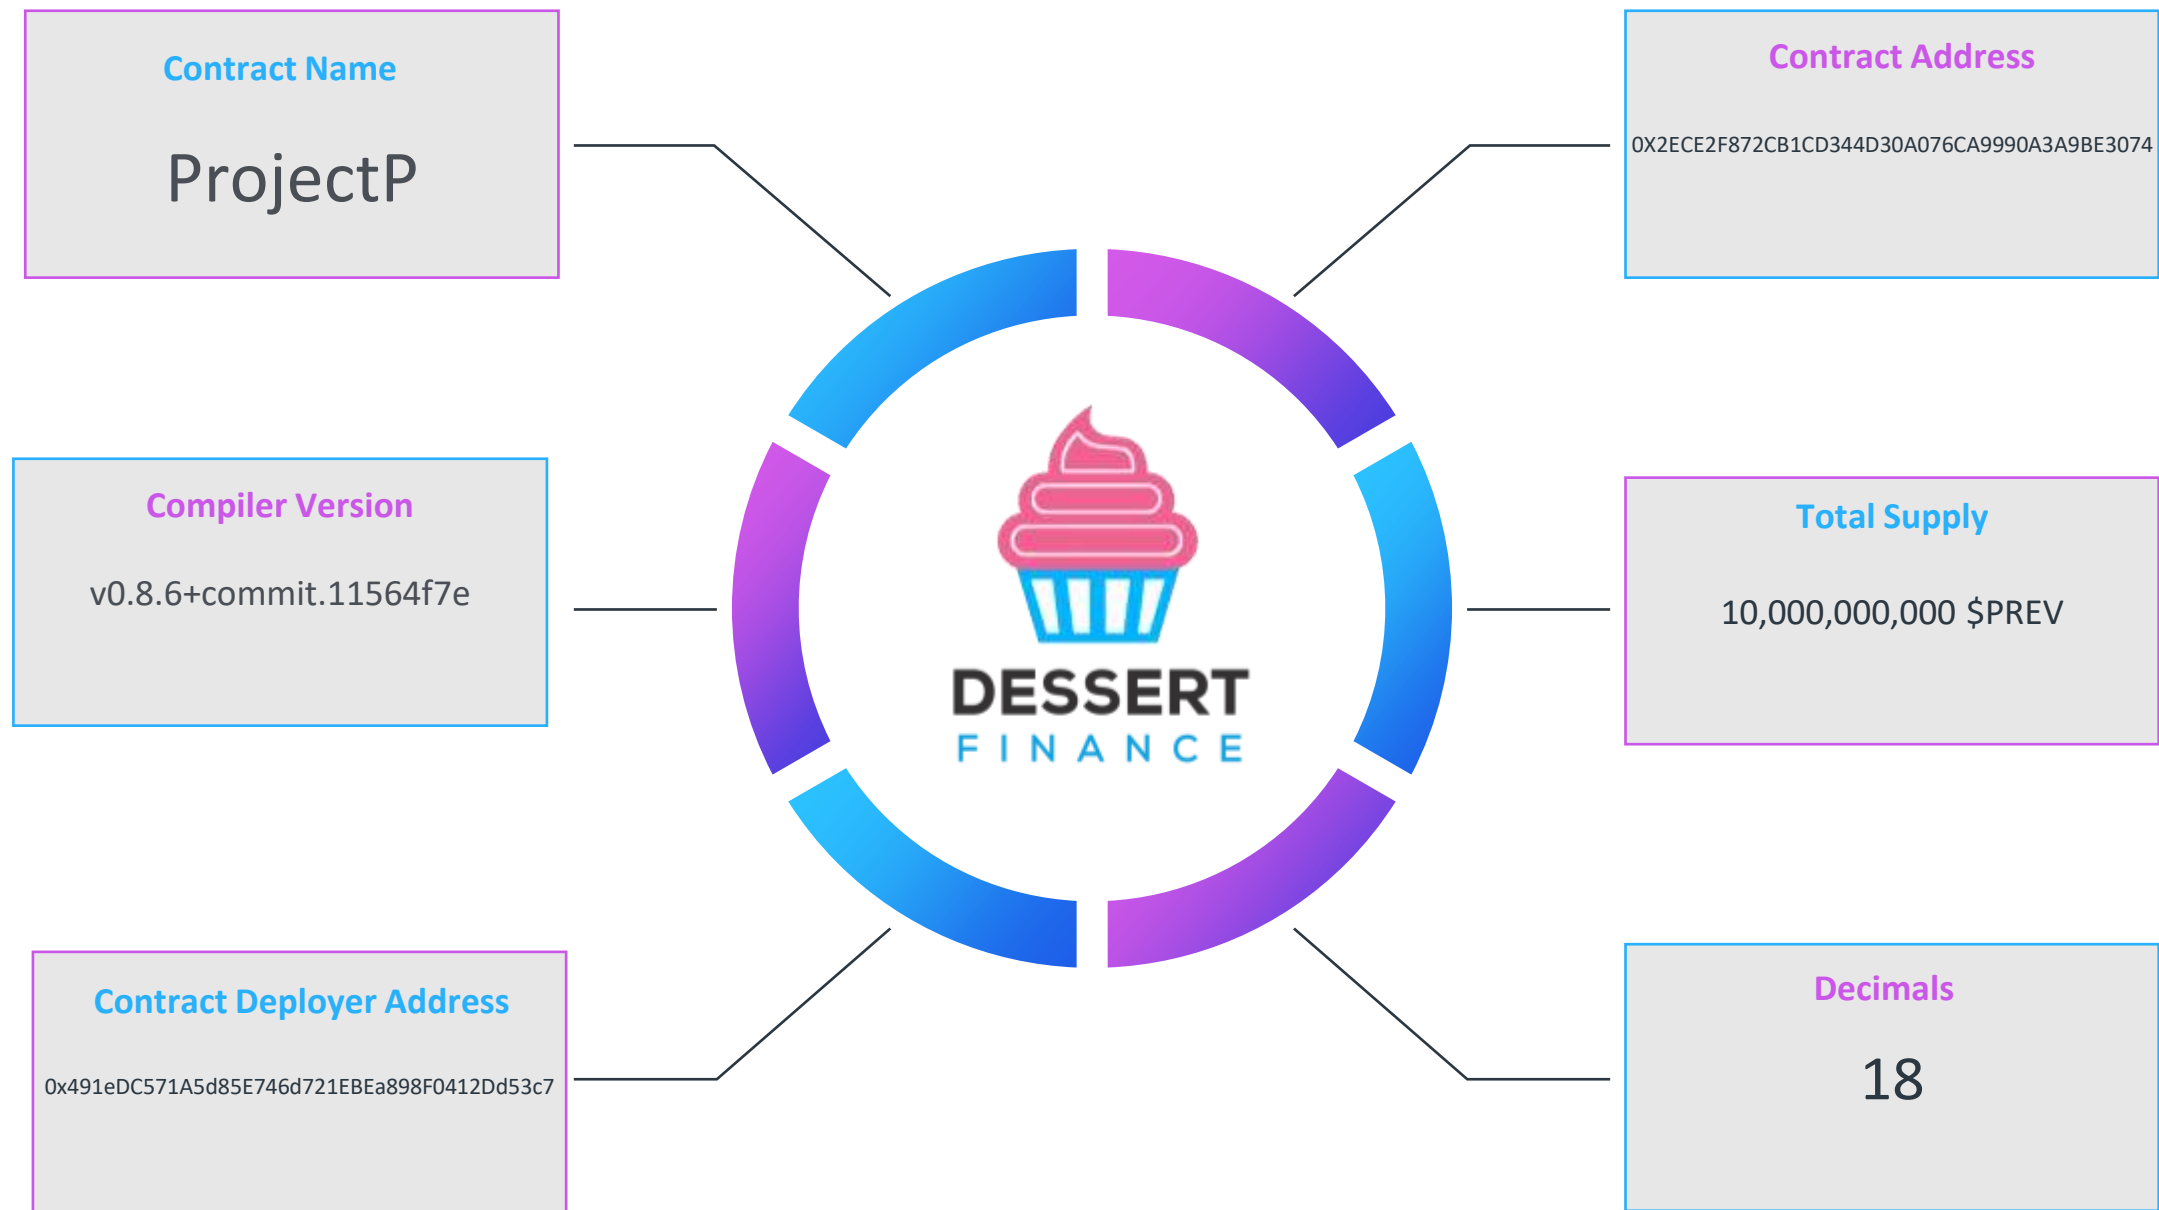 Contract Name
ProjectP
Contract Address
0X2ECE2F872CB1CD344D30A076CA9990A3A9BE3074
Compiler Version
v0.8.6+commit.11564f7e
Total Supply
10,000,000,000 $PREV
DESSERT
FINANCE
Contract Deployer Address
0x491eDC571A5d85E746d721EBEa898F0412Dd53c7
Decimals
18